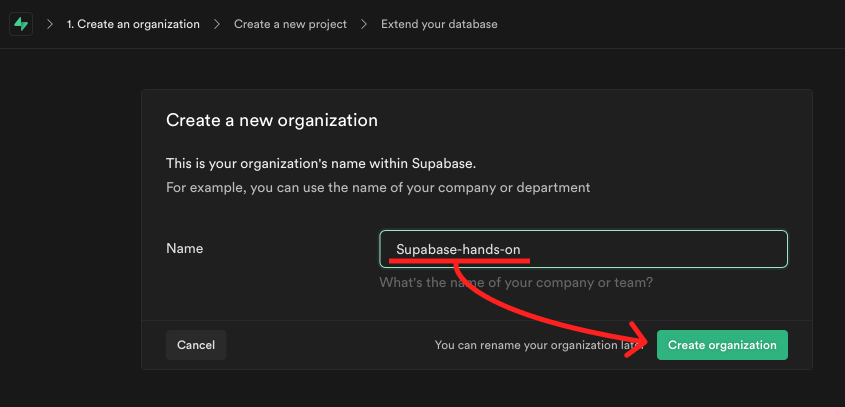 1. Create an organization
Create a new project
Extend your database
Create a new organization
This is your organization's name within Supabase.
For example, you can use the name of your company or department
Name
Supabase-hands-on
What's the name of your company or team?
Cancel
You can rename your organization later
Create organization